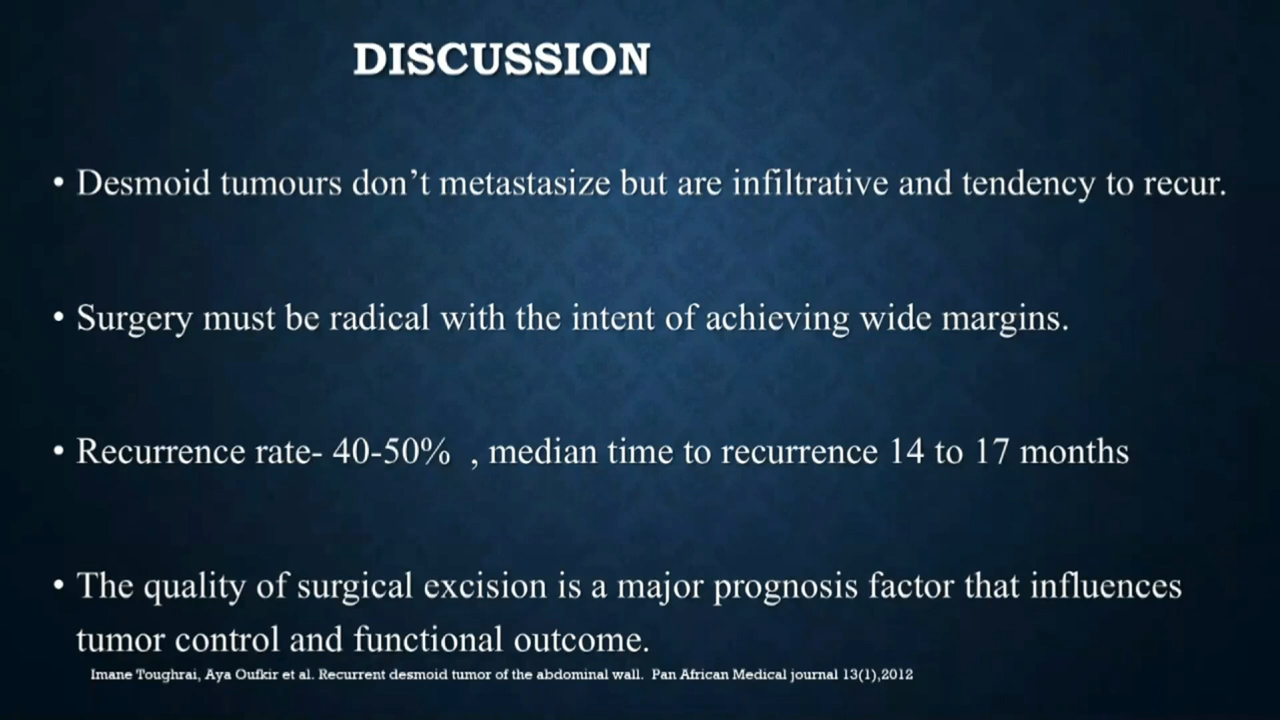 DISCUSSION
• Desmoid tumours don’t metastasize but are infiltrative and tendency to recur.
• Surgery must be radical with the intent of achieving wide margins.
• Recurrence rate- 40-50%  , median time to recurrence 14 to 17 months
• The quality of surgical excision is a major prognosis factor that influences
tumor control and functional outcome.
Imane Toughrai, Aya Oufkir et al. Recurrent desmoid tumor of the abdominal wall.  Pan African Medical journal 13(1),2012